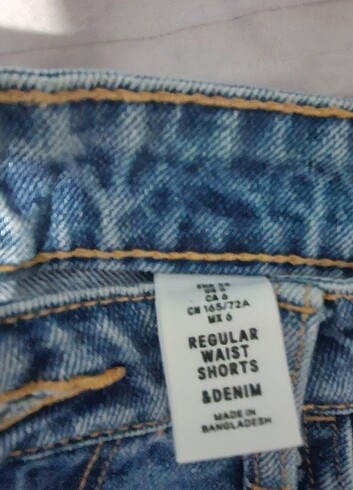 CA 6
CN 165/72A
MX 6
REGULAR
WAIST
SHORTS
&DENIM
MADE IN
BANGLADESH